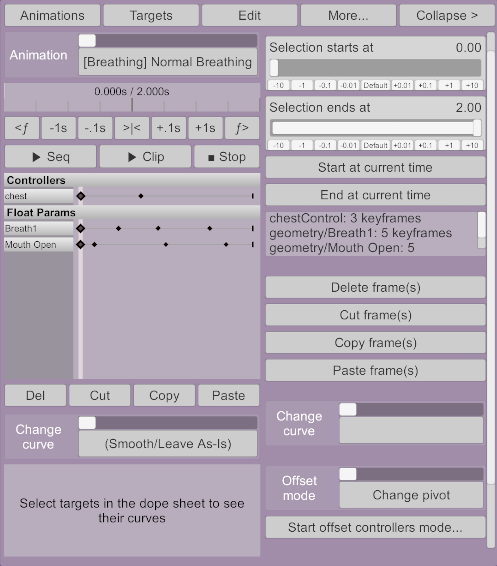 Animations
Targets
Edit
More...
Collapse >
Animation
[Breathing] Normal Breathing
0.000s / 2.000s
<ƒ
-1s
-.1s
>|<
+.1s
+1s
ƒ>
▶ Seq
▶ Clip
■ Stop
Controllers
chest
Float Params
Breath1
Mouth Open
Del
Cut
Copy
Paste
Change
curve
(Smooth/Leave As-Is)
Select targets in the dope sheet to see
their curves
Selection starts at 0.00
-10 -1 -0.1 -0.01 Default +0.01 +0.1 +1 +10
Selection ends at 2.00
-10 -1 -0.1 -0.01 Default +0.01 +0.1 +1 +10
Start at current time
End at current time
chestControl: 3 keyframes
geometry/Breath1: 5 keyframes
geometry/Mouth Open: 5
Delete frame(s)
Cut frame(s)
Copy frame(s)
Paste frame(s)
Change
curve
Offset
mode
Change pivot
Start offset controllers mode...